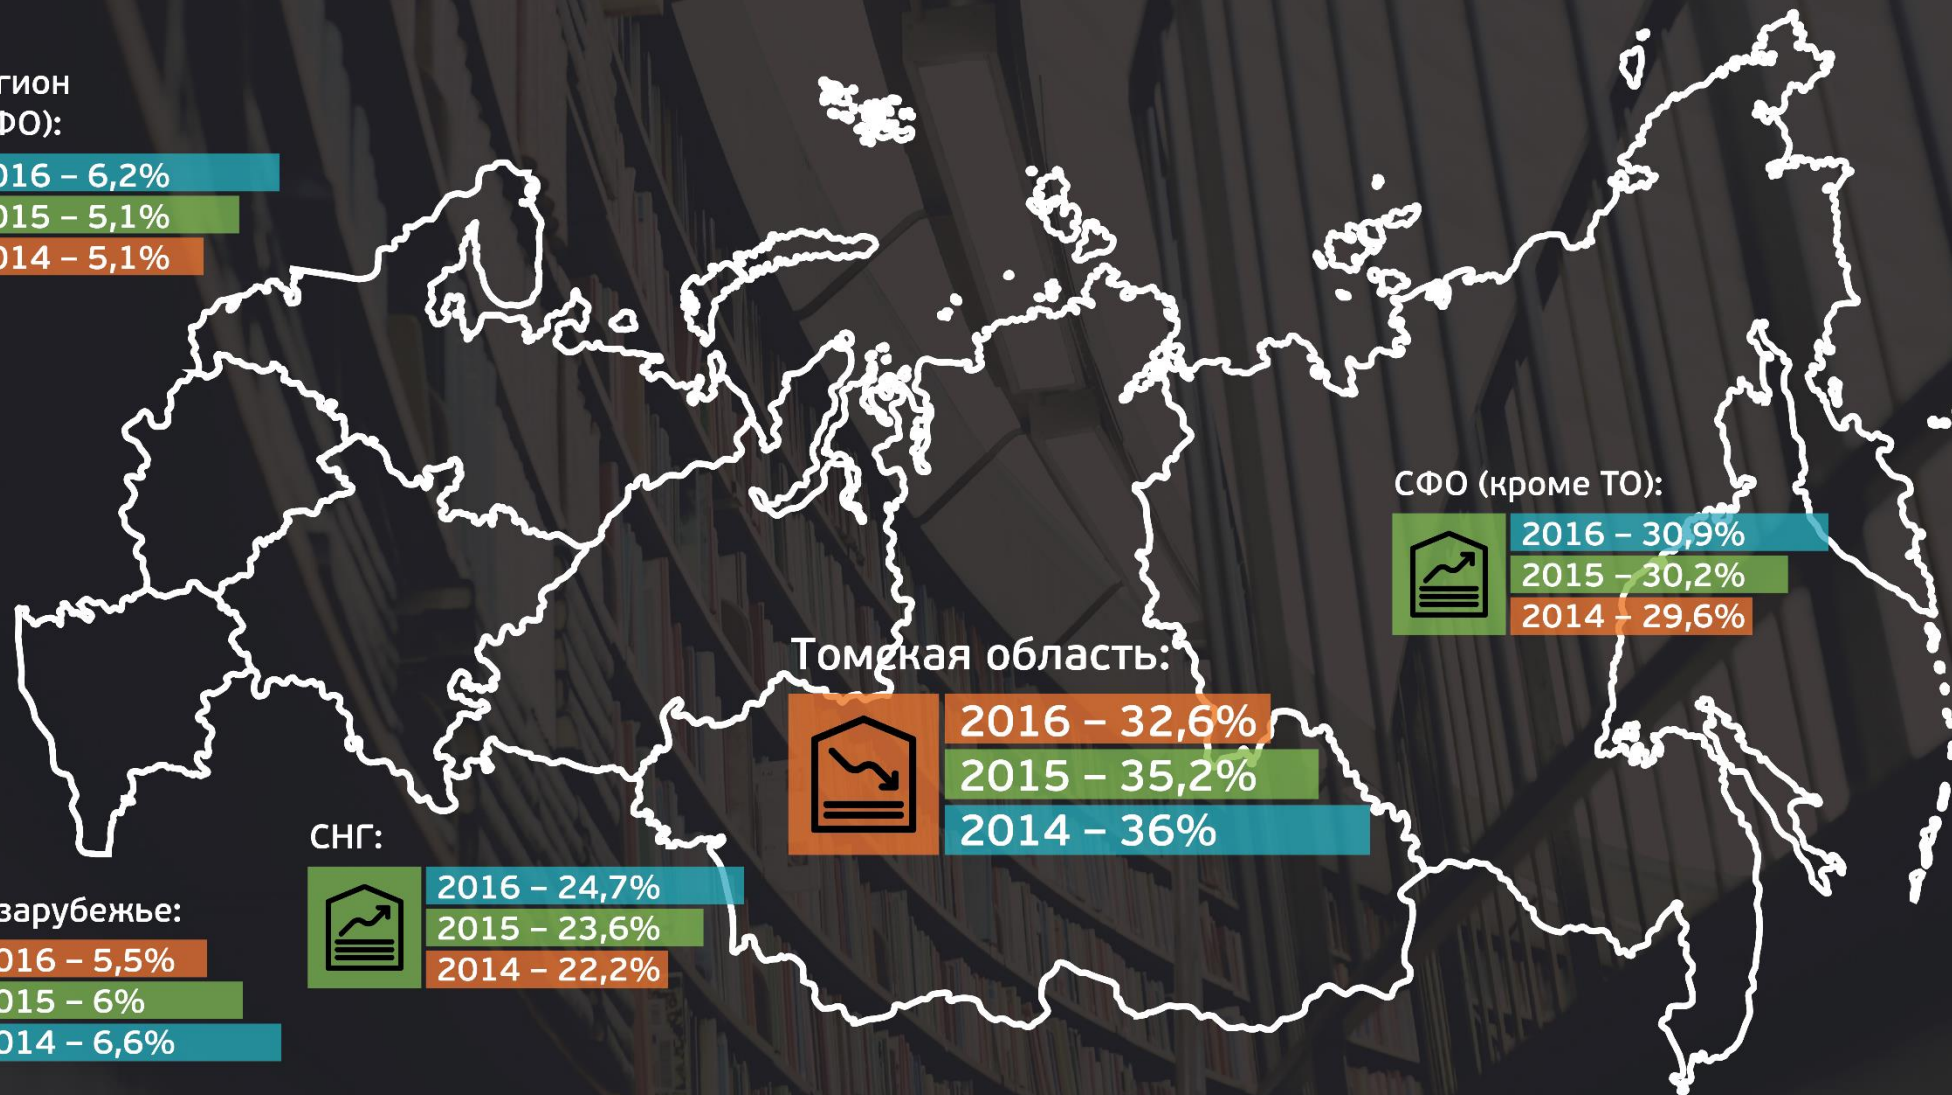 гион
ФО):
016 – 6,2%
015 – 5,1%
014 – 5,1%
СФО (кроме ТО):
2016 – 30,9%
2015 – 30,2%
2014 – 29,6%
Томская область:
2016 – 32,6%
2015 – 35,2%
2014 – 36%
СНГ:
2016 – 24,7%
2015 – 23,6%
2014 – 22,2%
зарубежье:
016 – 5,5%
015 – 6%
014 – 6,6%